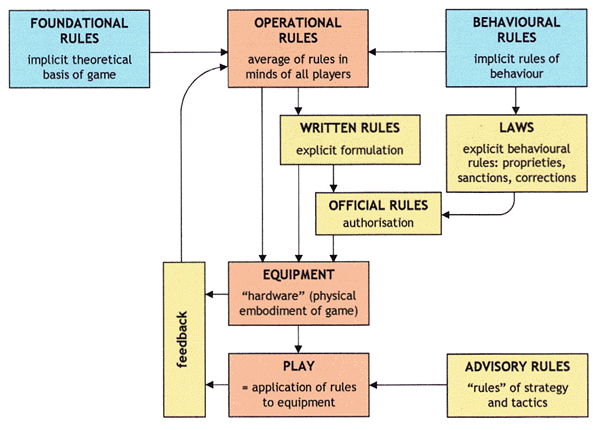 FOUNDATIONAL
RULES
implicit theoretical
basis of game
OPERATIONAL
RULES
average of rules in
minds of all players
BEHAVIOURAL
RULES
implicit rules of
behaviour
WRITTEN RULES
explicit formulation
LAWS
explicit behavioural
rules: proprieties,
sanctions, corrections
OFFICIAL RULES
authorisation
EQUIPMENT
“hardware” (physical
embodiment of game)
feedback
PLAY
= application of rules
to equipment
ADVISORY RULES
“rules” of strategy
and tactics